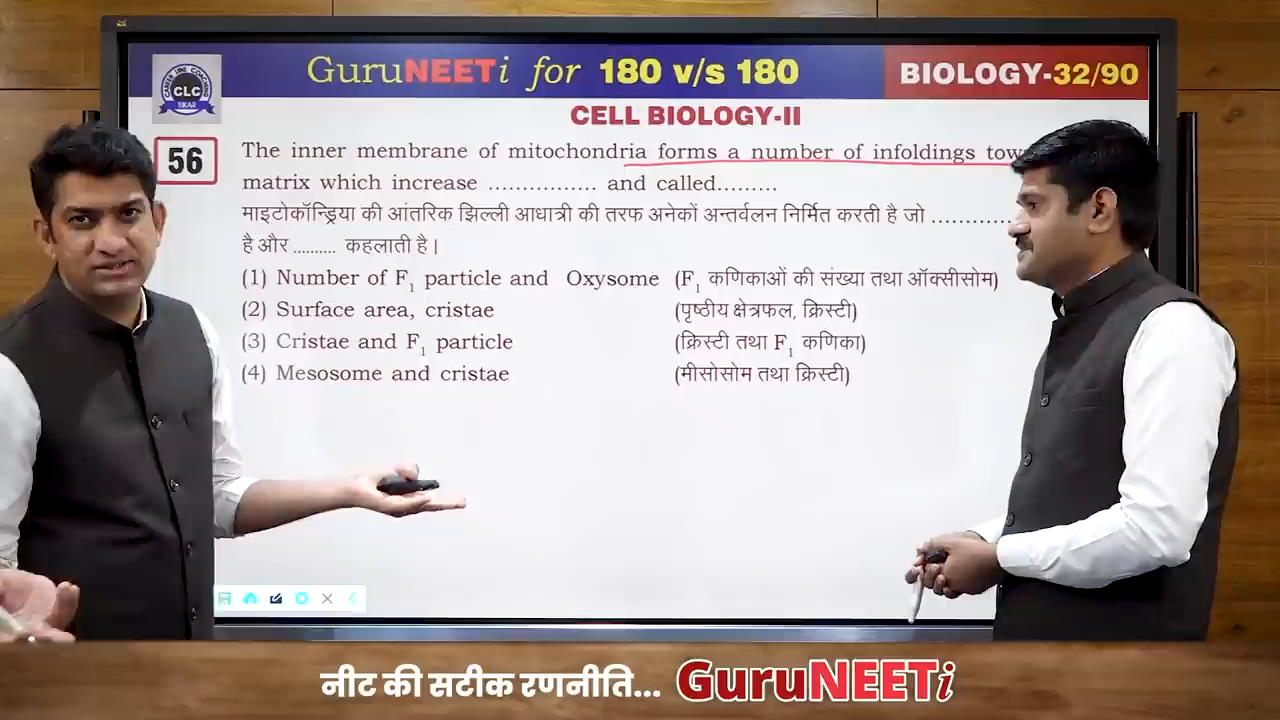 GuruNEETi for 180 v/s 180
BIOLOGY-32/90
CLC
SIKAR
CELL BIOLOGY-II
56
The inner membrane of mitochondria forms a number of infoldings
matrix which increase ................ and called.........
माइटोकॉन्ड्रिया की आंतरिक झिल्ली आधात्री की तरफ अनेकों अन्तर्वलन निर्मित करती है जो ............
है और .......... कहलाती है।
(1) Number of F₁ particle and Oxysome (F₁ कणिकाओं की संख्या तथा ऑक्सीसोम)
(2) Surface area, cristae (पृष्ठीय क्षेत्रफल, क्रिस्टी)
(3) Cristae and F₁ particle (क्रिस्टी तथा F₁ कणिका)
(4) Mesosome and cristae (मीसोसोम तथा क्रिस्टी)
नीट की सटीक रणनीति... GuruNEETi